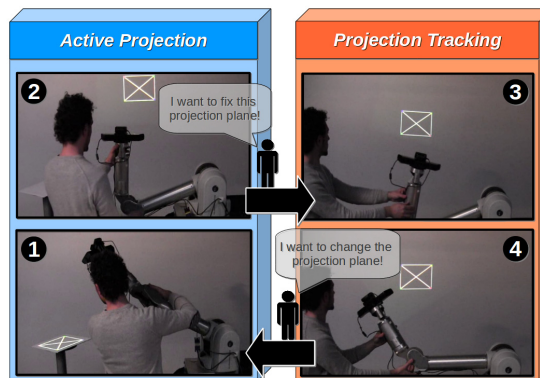 Active Projection
Projection Tracking
2
I want to fix this
projection plane!
3
1
I want to change the
projection plane!
4